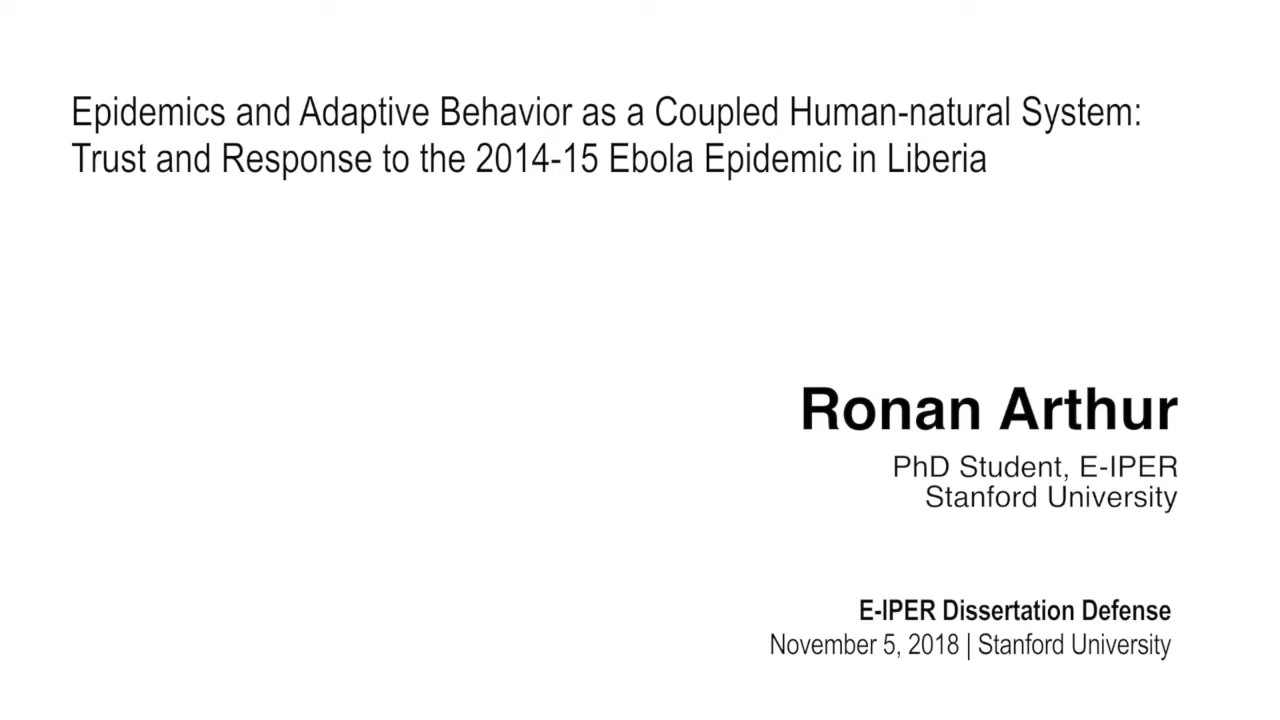 Epidemics and Adaptive Behavior as a Coupled Human-natural System:
Trust and Response to the 2014-15 Ebola Epidemic in Liberia
Ronan Arthur
PhD Student, E-IPER
Stanford University
E-IPER Dissertation Defense
November 5, 2018 | Stanford University